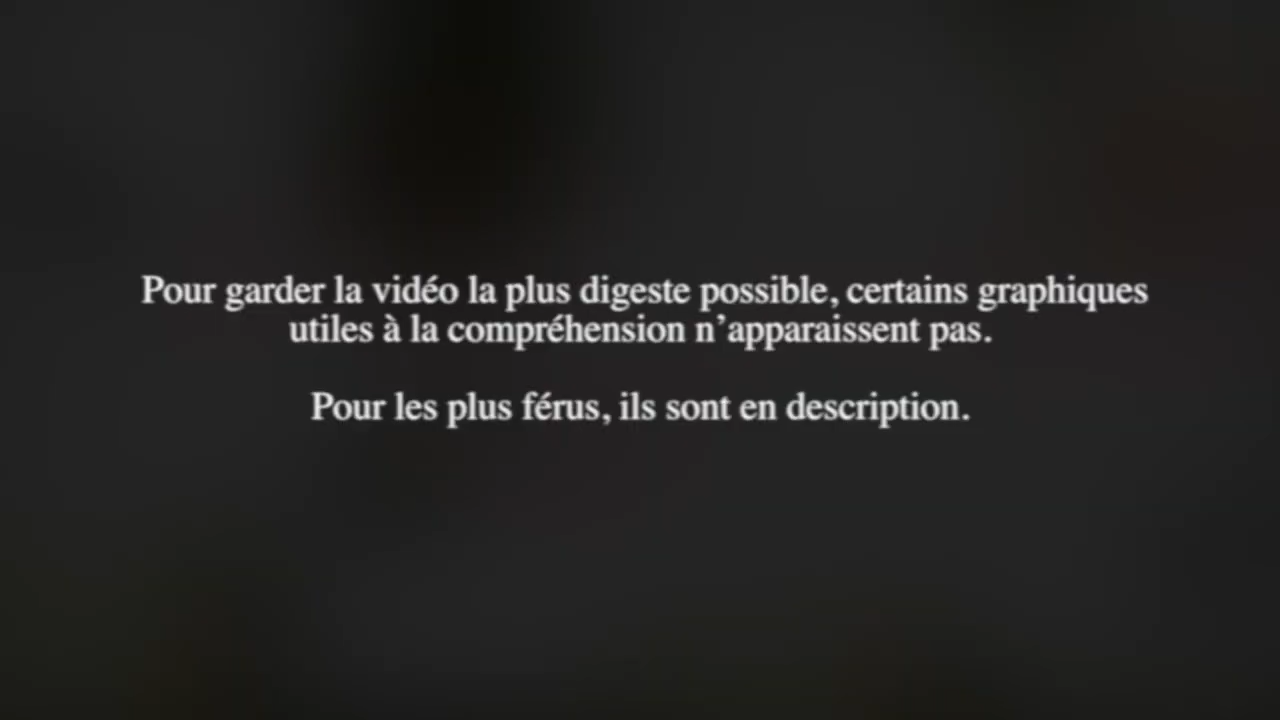 Pour garder la vidéo la plus digeste possible, certains graphiques
utiles à la compréhension n’apparaissent pas.
Pour les plus férus, ils sont en description.